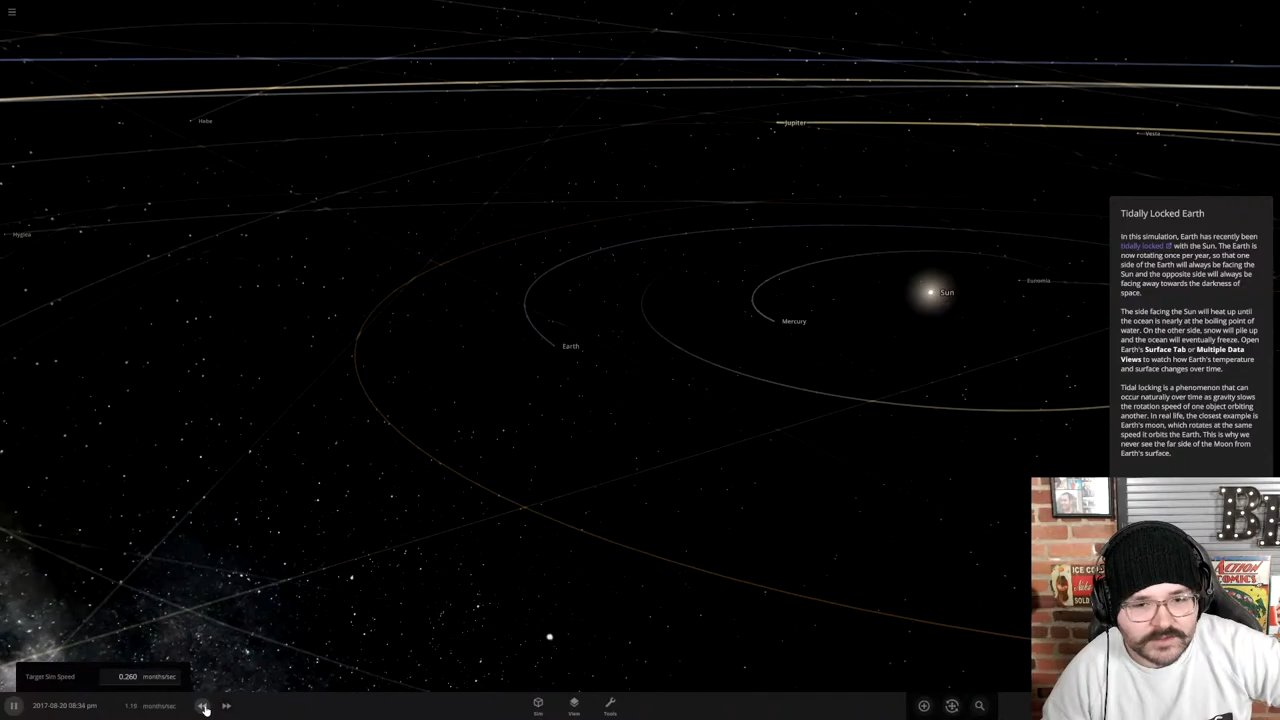 Hebe
Jupiter
Vesta
Hygiea
Sun
Eunomia
Mercury
Earth
Tidally Locked Earth
In this simulation, Earth has recently been
tidally locked with the Sun. The Earth is
now rotating once per year, so that one
side of the Earth will always be facing the
Sun and the opposite side will always be
facing away towards the darkness of
space.
The side facing the Sun will heat up until
the ocean is nearly at the boiling point of
water. On the other side, snow will pile up
and the ocean will eventually freeze. Open
Earth's Surface Tab or Multiple Data
Views to watch how Earth's temperature
and surface changes over time.
Tidal locking is a phenomenon that can
occur naturally over time as gravity slows
the rotation speed of one object orbiting
another. In real life, the closest example is
Earth's moon, which rotates at the same
speed it orbits the Earth. This is why we
never see the far side of the Moon from
Earth's surface.
ICE CO
SOLD
ACTION
COMICS
Target Sim Speed 0.260 months/sec
2017-08-20 08:34 pm 1.19 months/sec
Sim View Tools